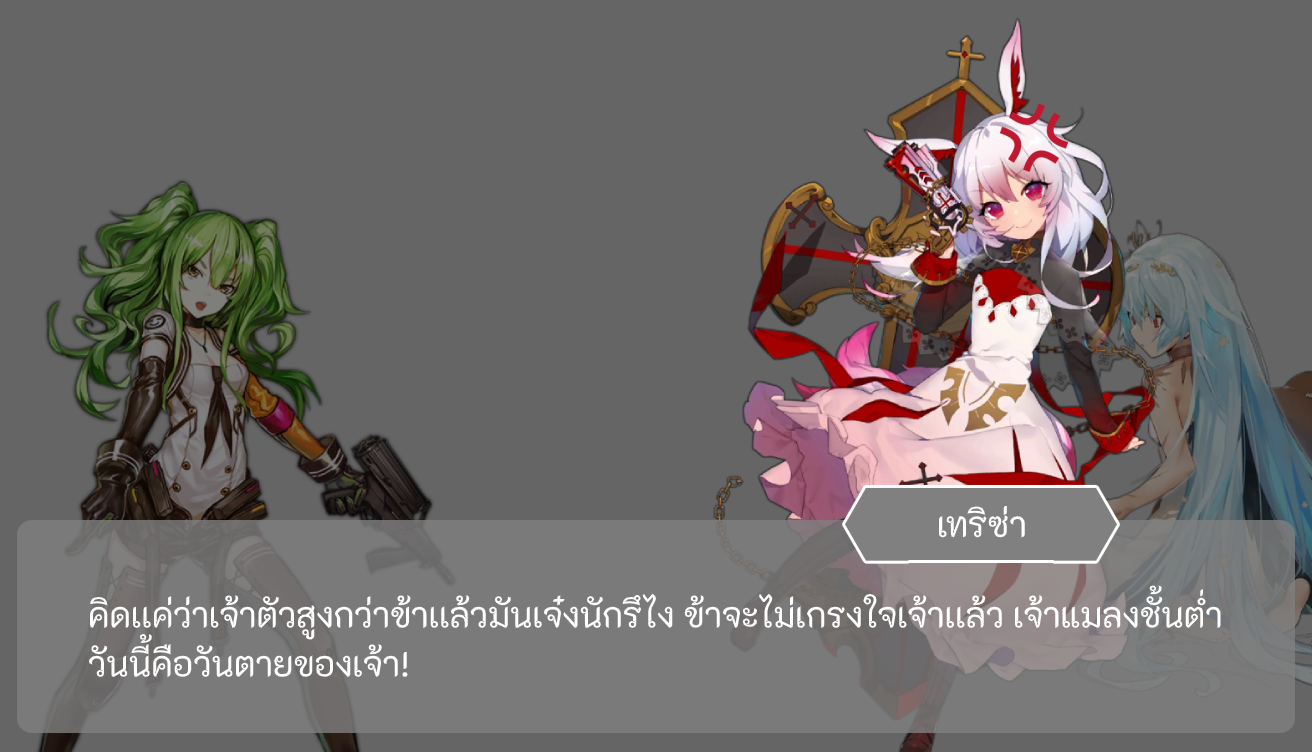 เทริซ่า
คิดแค่ว่าเจ้าตัวสูงกว่าข้าแล้วมันเจ๋งนักรึไง ข้าจะไม่เกรงใจเจ้าแล้ว เจ้าแมลงชั้นต่ำ
วันนี้คือวันตายของเจ้า!